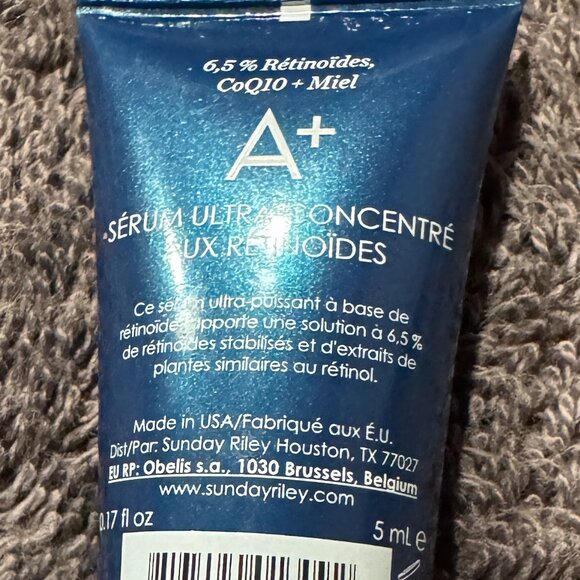 6,5 % Rétinoïdes,
CoQ10 + Miel
A+
SÉRUM ULTRA-CONCENTRÉ
AUX RÉTINOÏDES
Ce sérum ultra-puissant à base de
rétinoïde apporte une solution à 6,5 %
de rétinoïdes stabilisés et d'extraits de
plantes similaires au rétinol.
Made in USA/Fabriqué aux É.U.
Dist/Par: Sunday Riley Houston, TX 77027
EU RP: Obelis s.a., 1030 Brussels, Belgium
www.sundayriley.com
0.17 fl oz 5 mL e